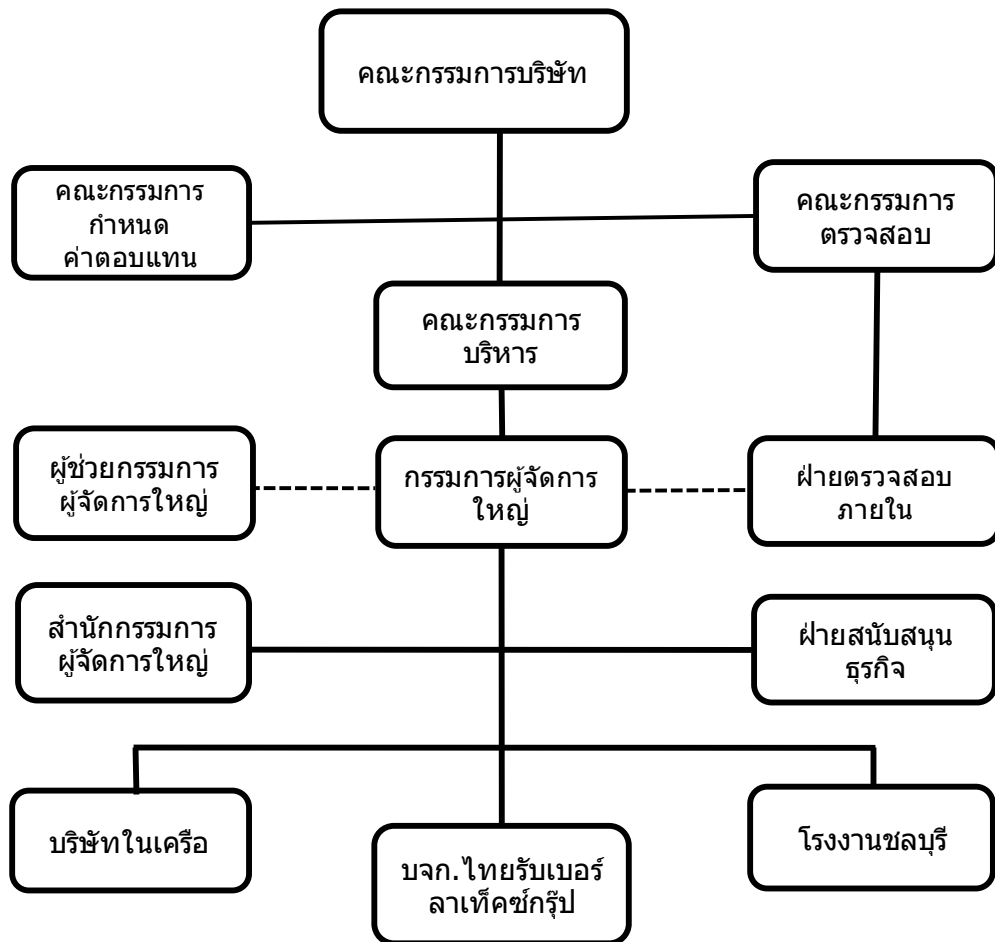 คณะกรรมการบริษัท
คณะกรรมการ
กำหนด
ค่าตอบแทน
คณะกรรมการ
ตรวจสอบ
คณะกรรมการ
บริหาร
ผู้ช่วยกรรมการ
ผู้จัดการใหญ่
กรรมการผู้จัดการ
ใหญ่
ฝ่ายตรวจสอบ
ภายใน
สำนักกรรมการ
ผู้จัดการใหญ่
ฝ่ายสนับสนุน
ธุรกิจ
บริษัทในเครือ
บจก.ไทยรับเบอร์
ลาเท็คซ์กรุ๊ป
โรงงานชลบุรี